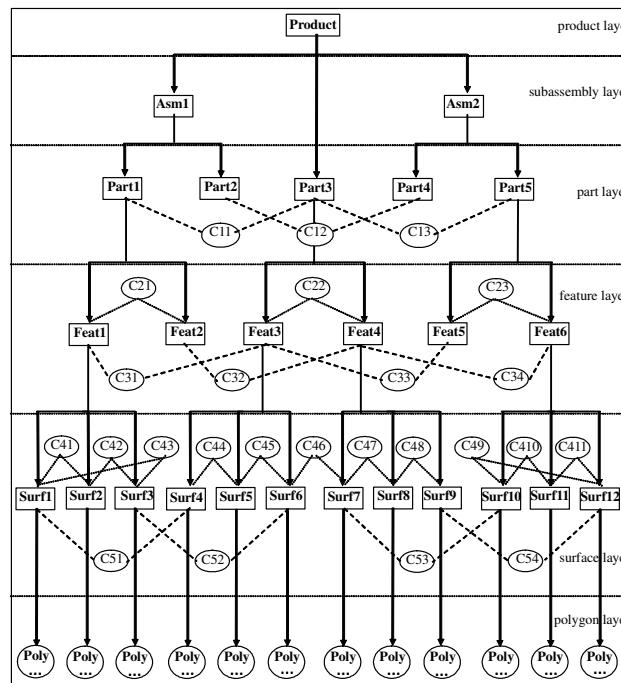 Product
product laye
subassembly laye
Asm1
Asm2
Part1
Part2
Part3
Part4
Part5
part laye
C11
C12
C13
C21
C22
C23
feature laye
Feat1
Feat2
Feat3
Feat4
Feat5
Feat6
C31
C32
C33
C34
C41
C42
C43
C44
C45
C46
C47
C48
C49
C410
C411
Surf1
Surf2
Surf3
Surf4
Surf5
Surf6
Surf7
Surf8
Surf9
Surf10
Surf11
Surf12
C51
C52
C53
C54
surface laye
polygon laye
Poly
...
Poly
...
Poly
...
Poly
...
Poly
...
Poly
...
Poly
...
Poly
...
Poly
...
Poly
...
Poly
...
Poly
...